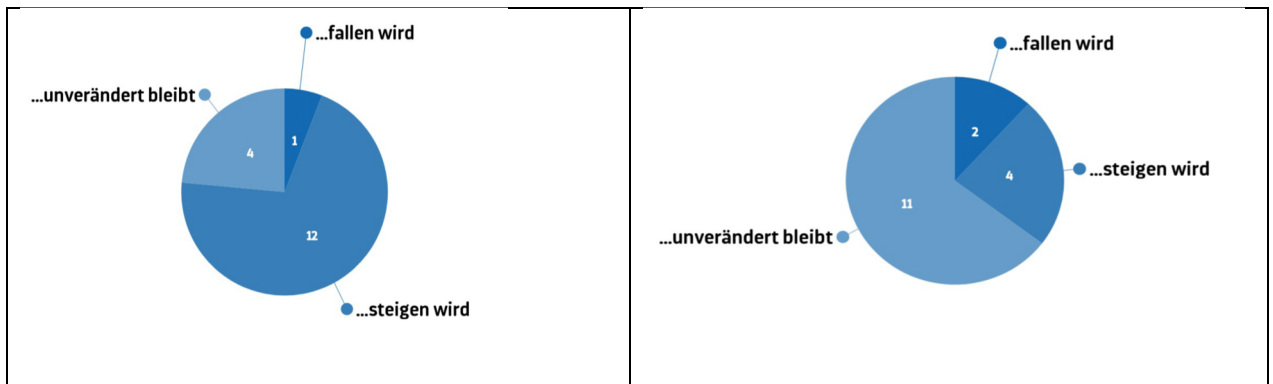 ...fallen wird
...unverändert bleibt
1
4
12
...steigen wird
...fallen wird
2
4
...steigen wird
11
...unverändert bleibt